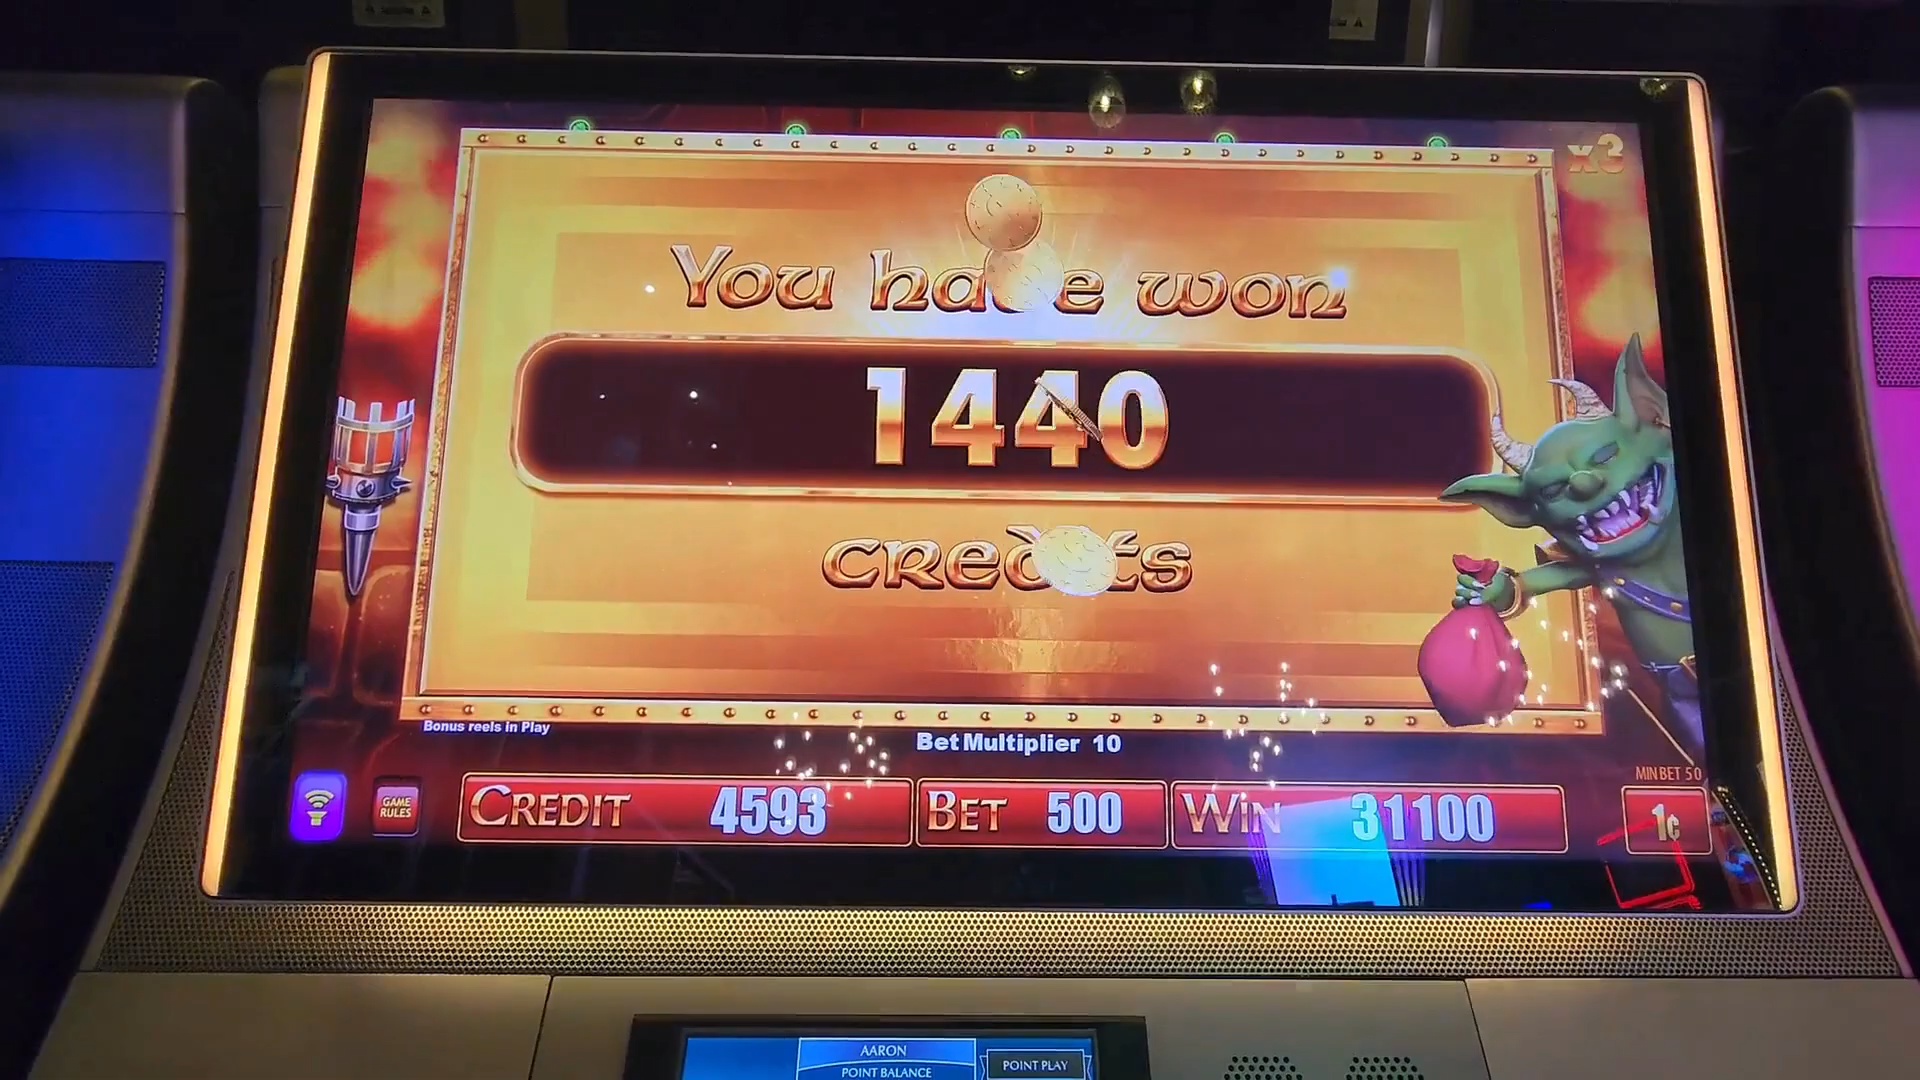 x3
You have won
1440
credits
Bonus reels in Play
Bet Multiplier 10
MIN BET 50
GAME RULES
CREDIT 4593
BET 500
WIN 31100
1¢
AARON
POINT BALANCE
POINT PLAY